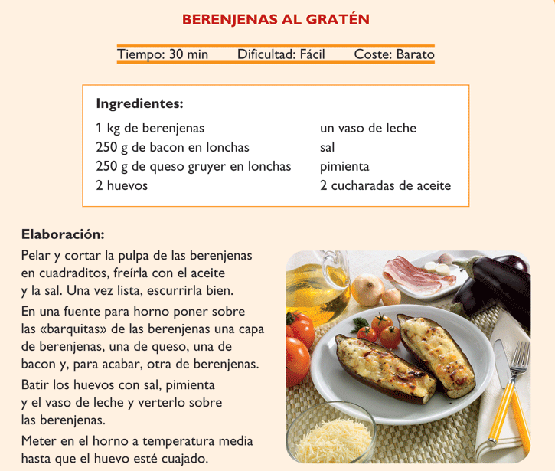 BERENJENAS AL GRATÉN
Tiempo: 30 min Dificultad: Fácil Coste: Barato
Ingredientes:
1 kg de berenjenas un vaso de leche
250 g de bacon en lonchas sal
250 g de queso gruyer en lonchas pimienta
2 huevos 2 cucharadas de aceite
Elaboración:
Pelar y cortar la pulpa de las berenjenas
en cuadraditos, freírla con el aceite
y la sal. Una vez lista, escurrirla bien.
En una fuente para horno poner sobre
las «barquitas» de las berenjenas una capa
de berenjenas, una de queso, una de
bacon y, para acabar, otra de berenjenas.
Batir los huevos con sal, pimienta
y el vaso de leche y verterlo sobre
las berenjenas.
Meter en el horno a temperatura media
hasta que el huevo esté cuajado.